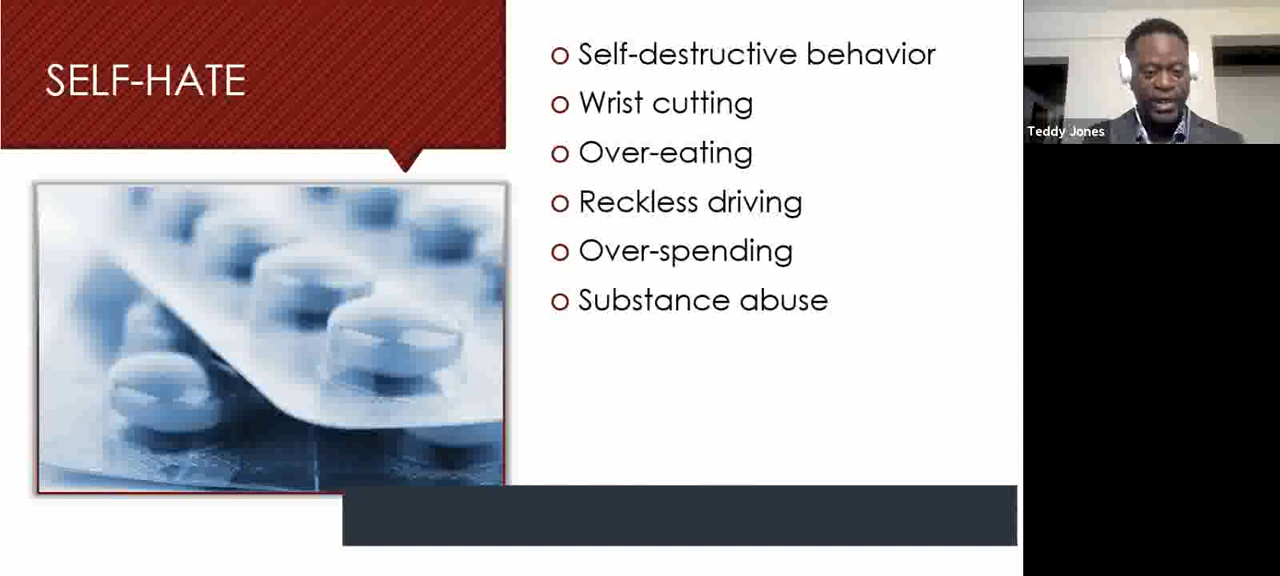 SELF-HATE
Self-destructive behavior
Wrist cutting
Over-eating
Reckless driving
Over-spending
Substance abuse
Teddy Jones